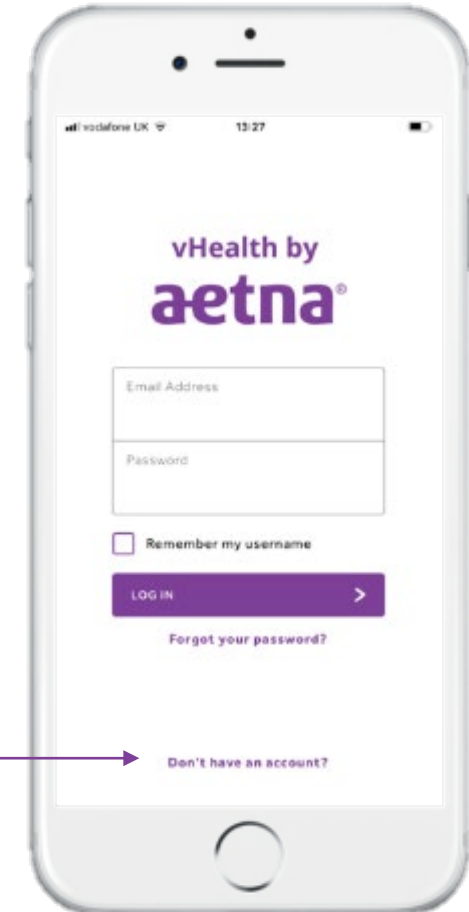 vodafone UK 13:27
vHealth by
aetna®
Email Address
Password
Remember my username
LOG IN
Forgot your password?
Don't have an account?